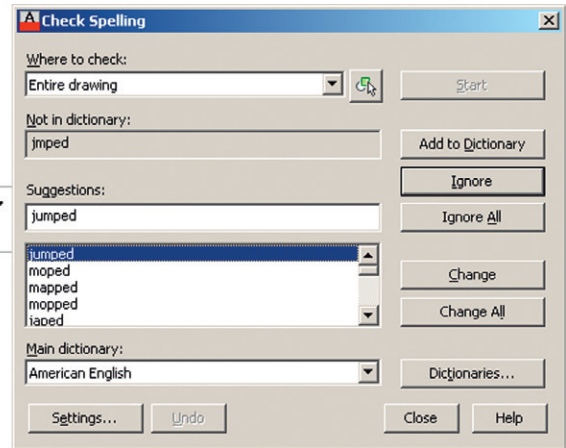 Check Spelling
Where to check:
Entire drawing
Start
Not in dictionary:
jmped
Add to Dictionary
Ignore
Suggestions:
jumped
Ignore All
jumped
moped
mapped
mopped
japed
Change
Change All
Main dictionary:
American English
Dictionaries...
Settings...
Undo
Close
Help